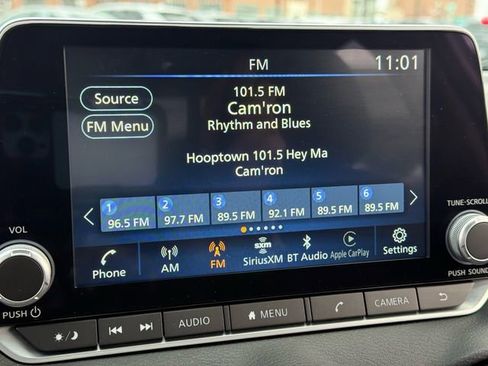 FM
11:01
Source
FM Menu
101.5 FM
Cam'ron
Rhythm and Blues
Hooptown 101.5 Hey Ma
Cam'ron
1 96.5 FM
2 97.7 FM
3 89.5 FM
4 92.1 FM
5 89.5 FM
6 89.5 FM
Phone
AM
FM
sxm SiriusXM
BT Audio
Apple CarPlay
Settings
VOL
PUSH
TUNE-SCROLL
PUSH SOUND
AUDIO
MENU
CAMERA